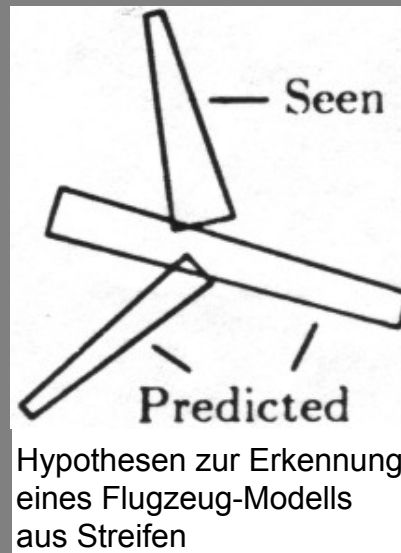 Seen
Predicted
Hypothesen zur Erkennung
eines Flugzeug-Modells
aus Streifen